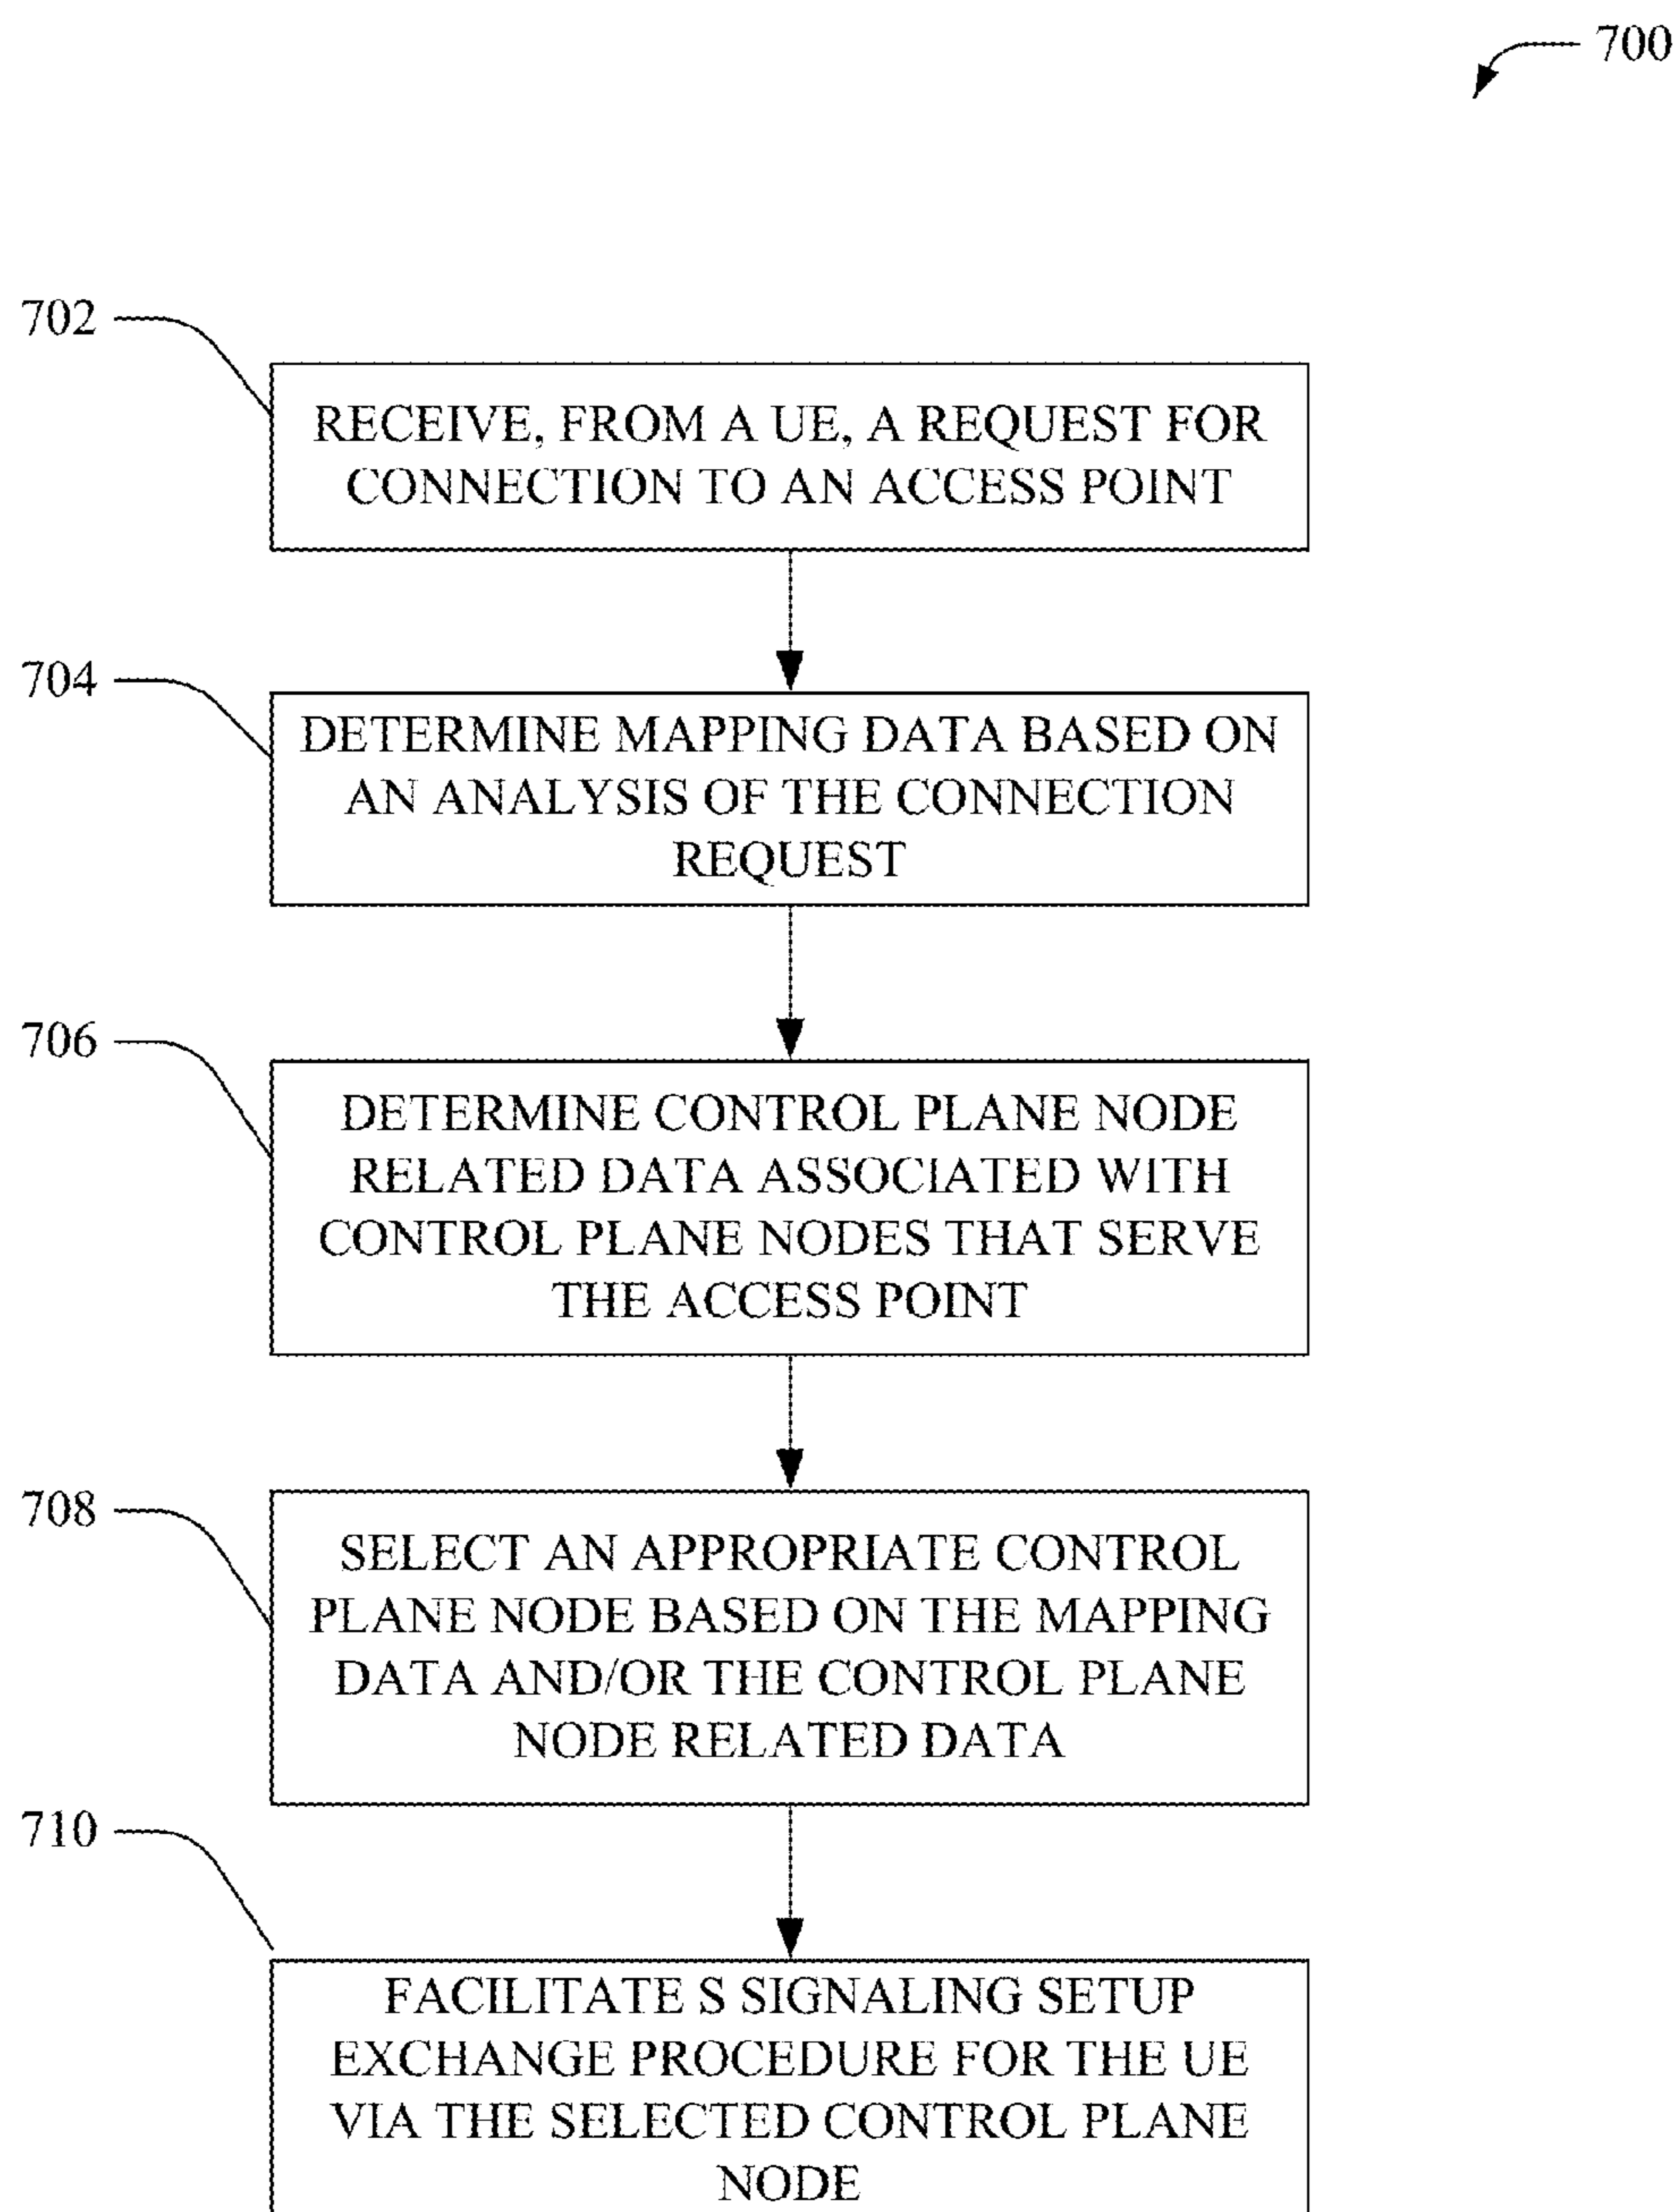 700
702
RECEIVE, FROM A UE, A REQUEST FOR
CONNECTION TO AN ACCESS POINT
704
DETERMINE MAPPING DATA BASED ON
AN ANALYSIS OF THE CONNECTION
REQUEST
706
DETERMINE CONTROL PLANE NODE
RELATED DATA ASSOCIATED WITH
CONTROL PLANE NODES THAT SERVE
THE ACCESS POINT
708
SELECT AN APPROPRIATE CONTROL
PLANE NODE BASED ON THE MAPPING
DATA AND/OR THE CONTROL PLANE
NODE RELATED DATA
710
FACILITATE S SIGNALING SETUP
EXCHANGE PROCEDURE FOR THE UE
VIA THE SELECTED CONTROL PLANE
NODE